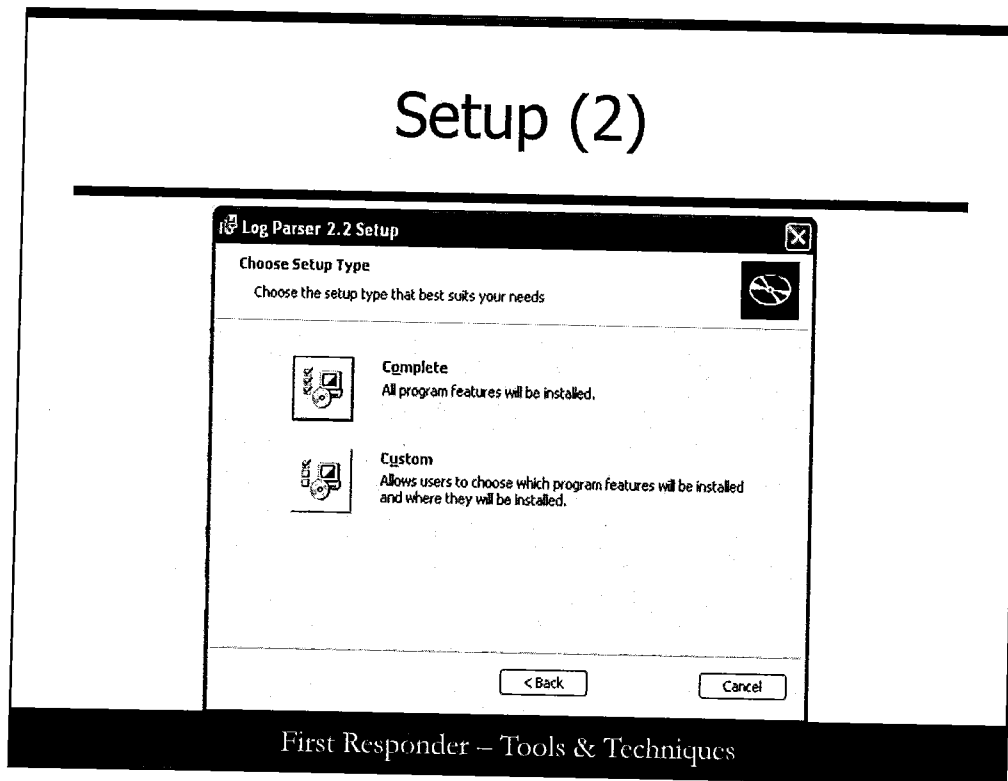 Setup (2)
Log Parser 2.2 Setup
Choose Setup Type
Choose the setup type that best suits your needs
Complete
All program features will be installed.
Custom
Allows users to choose which program features will be installed
and where they will be installed.
< Back
Cancel
First Responder – Tools & Techniques